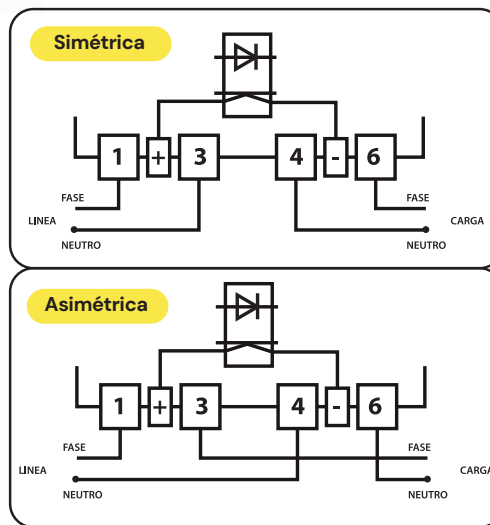 Simétrica
1 + 3 4 - 6
FASE FASE
LINEA CARGA
NEUTRO NEUTRO
Asimétrica
1 + 3 4 - 6
FASE FASE
LINEA CARGA
NEUTRO NEUTRO